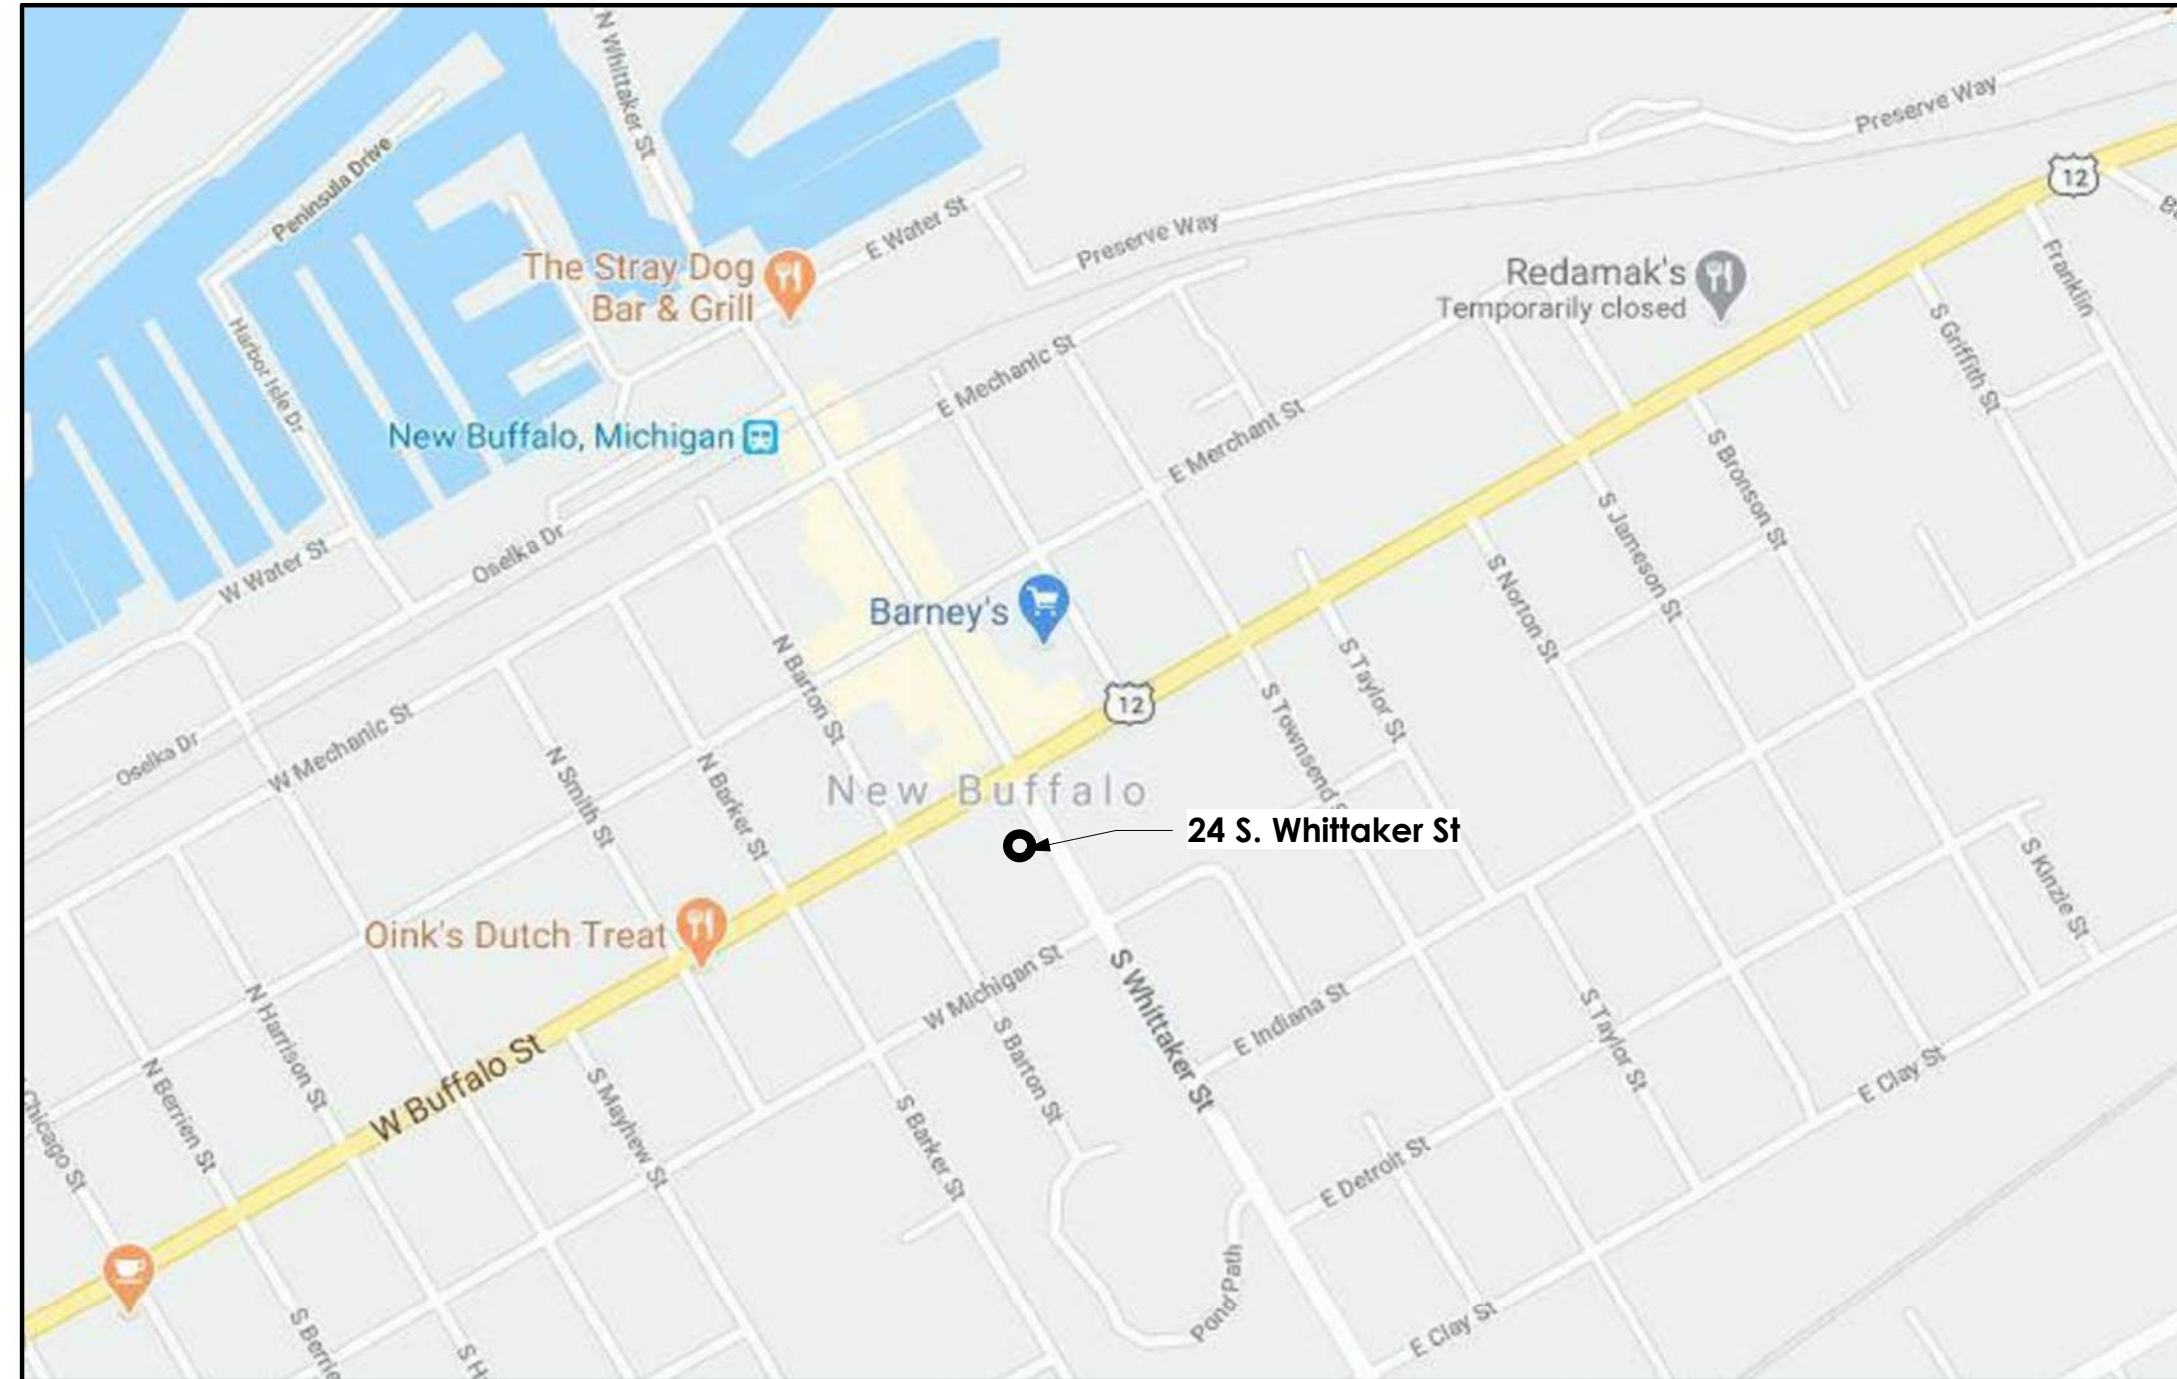 N Whittaker St
Preserve Way
12
Peninsula Drive
E Water St
Preserve Way
Franklin
The Stray Dog
Bar & Grill
Redamak's
Temporarily closed
S Griffith St
Harbor Isle Dr
E Mechanic St
New Buffalo, Michigan
E Merchant St
S Bronson St
S Jameson St
Oselka Dr
W Water St
S Norton St
Barney's
N Barton St
S Taylor St
12
S Townsend S
Oselka Dr
W Mechanic St
N Smith St
N Barker St
New Buffalo
24 S. Whittaker St
S Kinzie St
Oink's Dutch Treat
W Michigan St
S Whittaker St
E Indiana St
S Taylor St
N Harrison St
W Buffalo St
S Barton St
E Clay St
N Berrien St
Chicago St
S Mayhew St
S Barker St
E Detroit St
Pond Path
E Clay St
S Berrie
S H